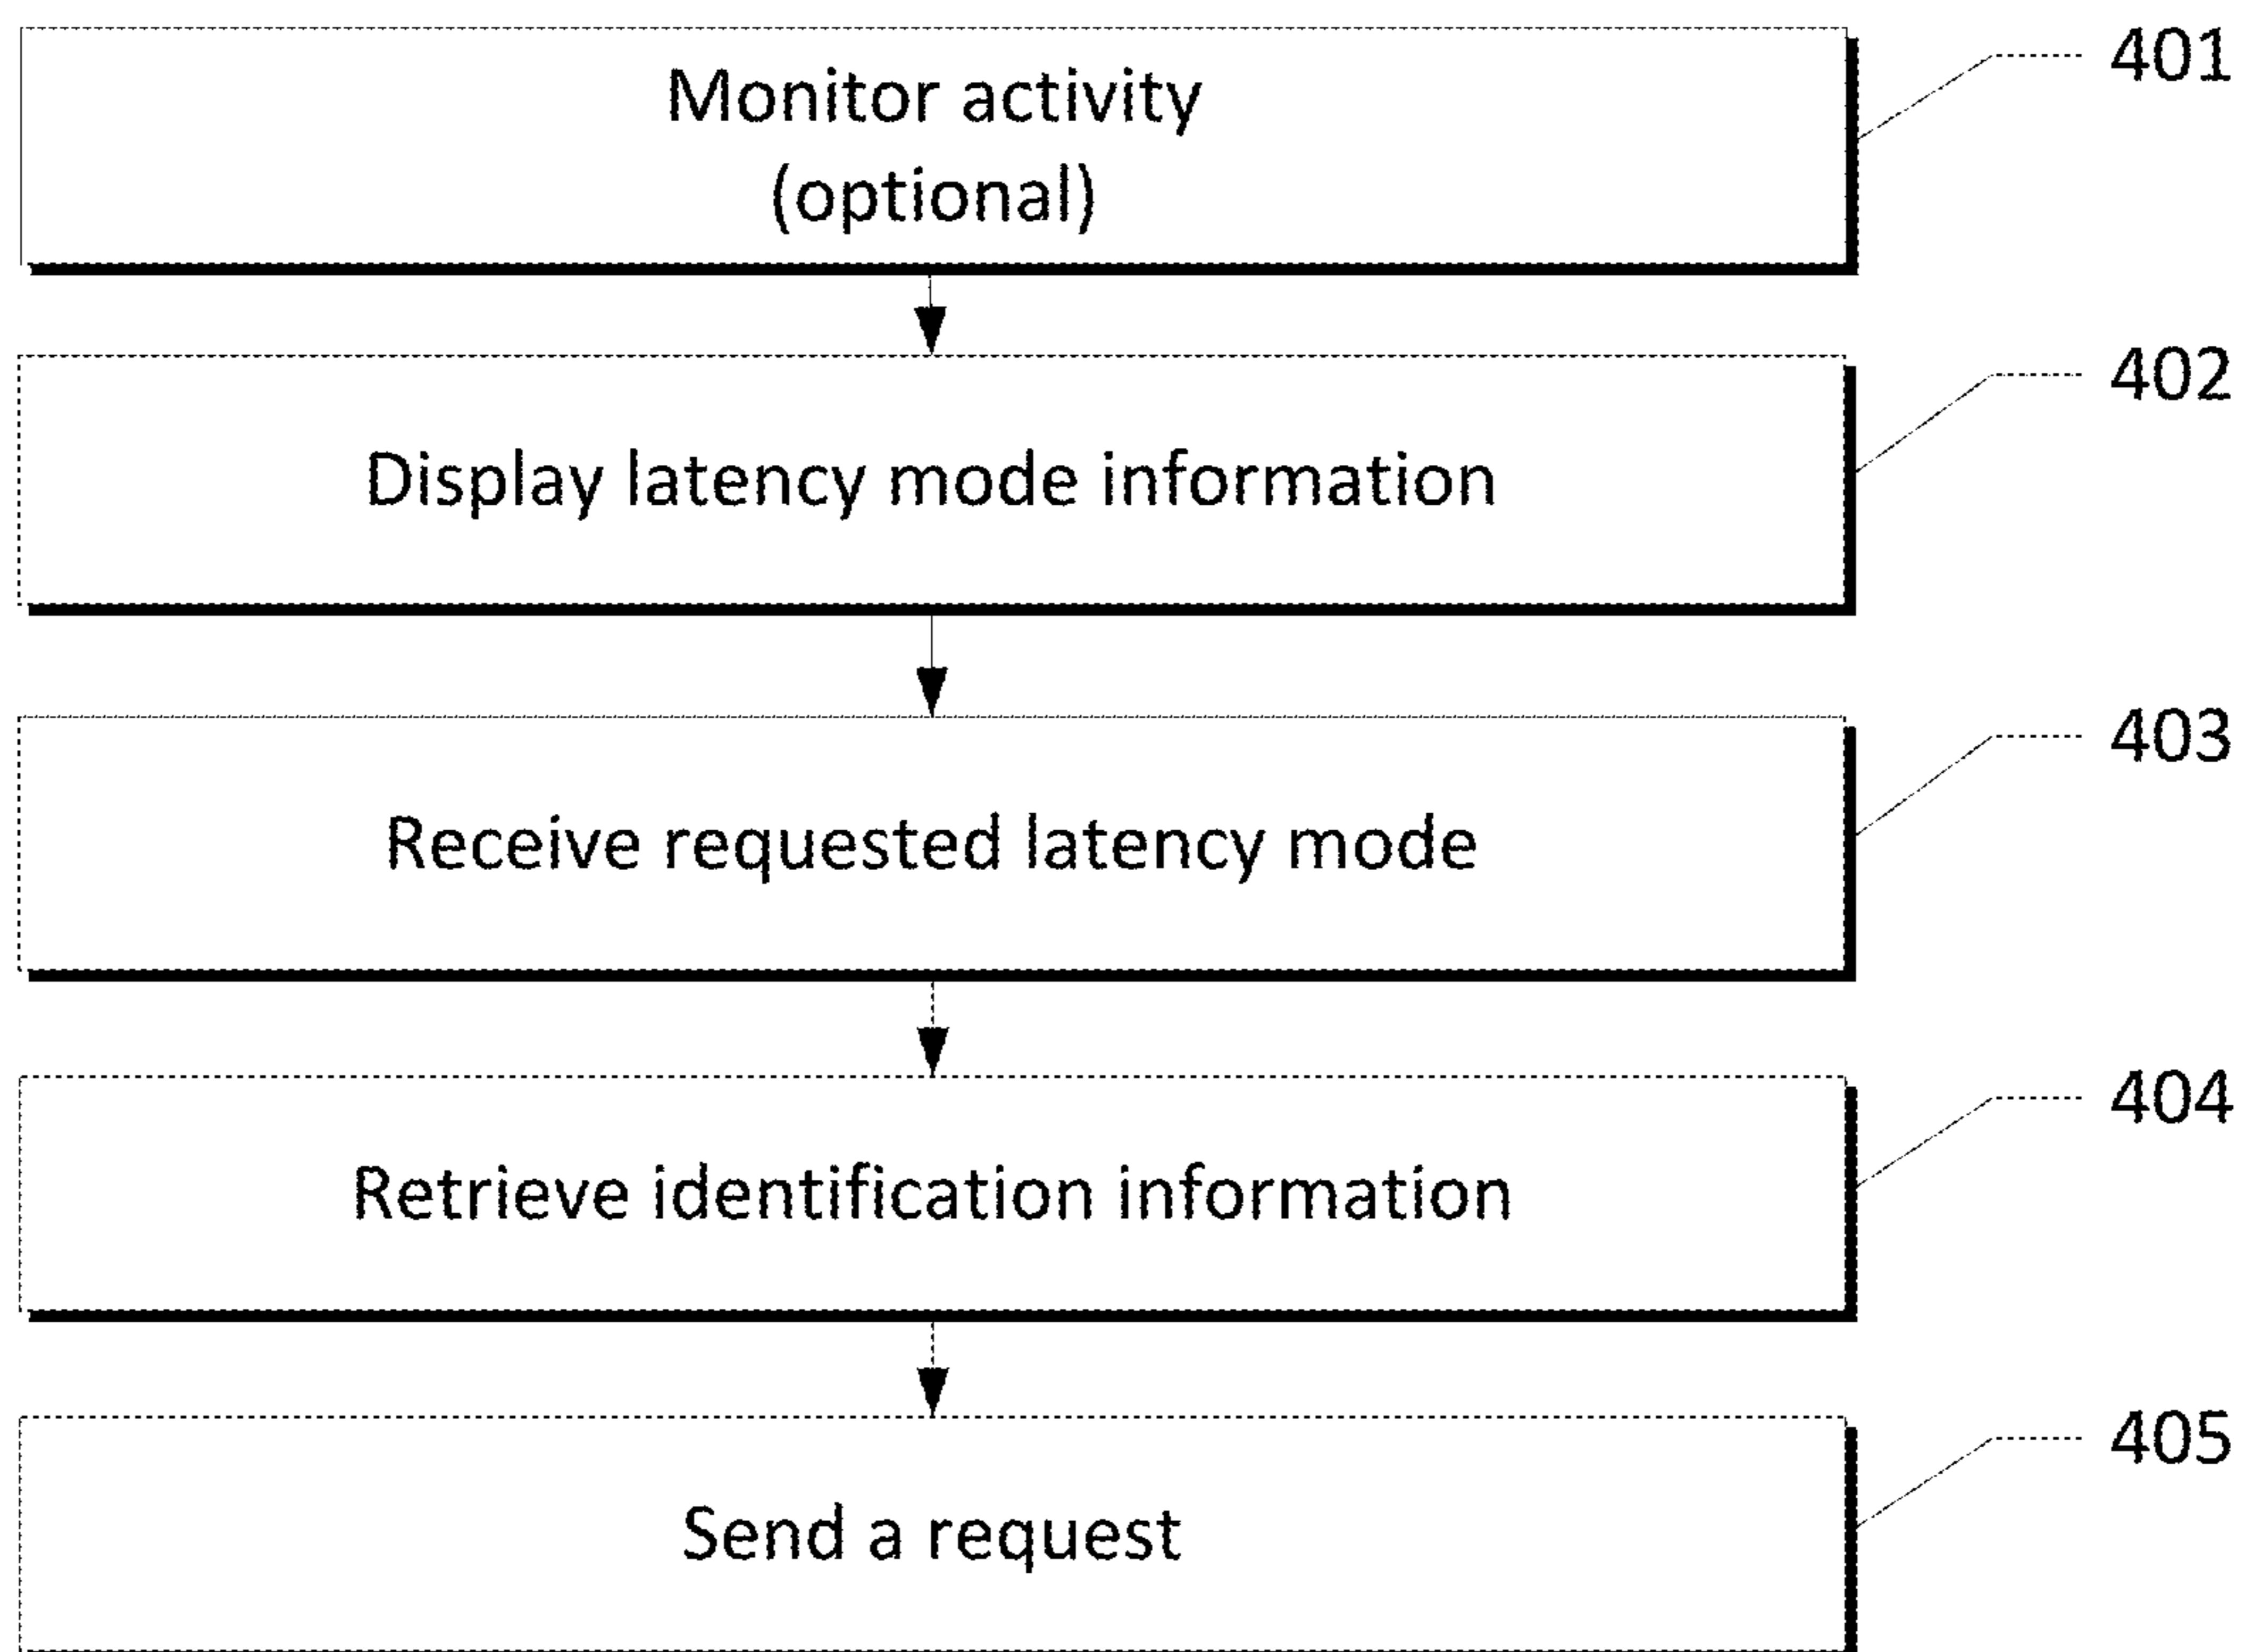 Monitor activity
(optional)
401
Display latency mode information
402
Receive requested latency mode
403
Retrieve identification information
404
Send a request
405